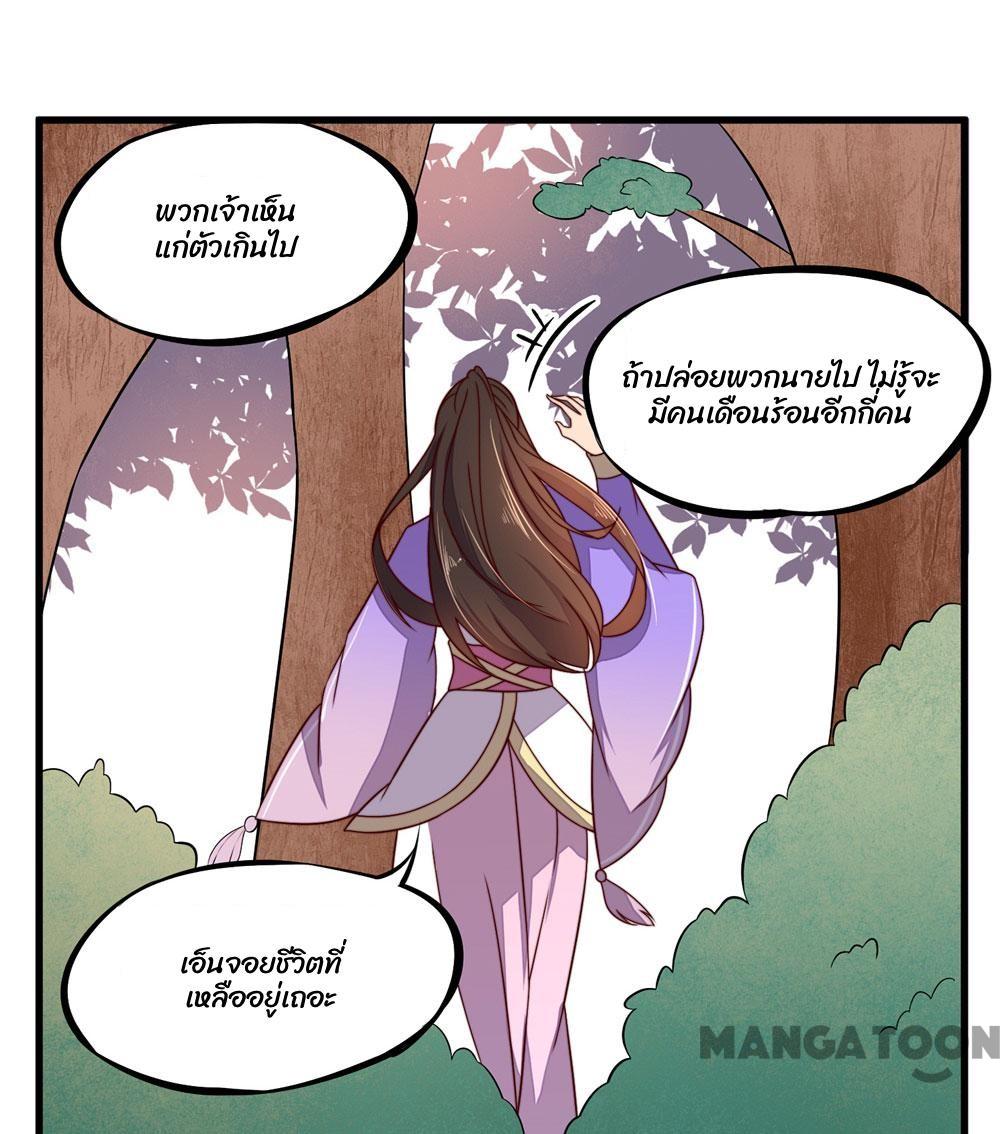 พวกเจ้าเห็น
แก่ตัวเกินไป
ถ้าปล่อยพวกนายไป ไม่รู้จะ
มีคนเดือนร้อนอีกกี่คน
เอ็นจอยชีวิตที่
เหลืออยู่เถอะ
MANGATOON